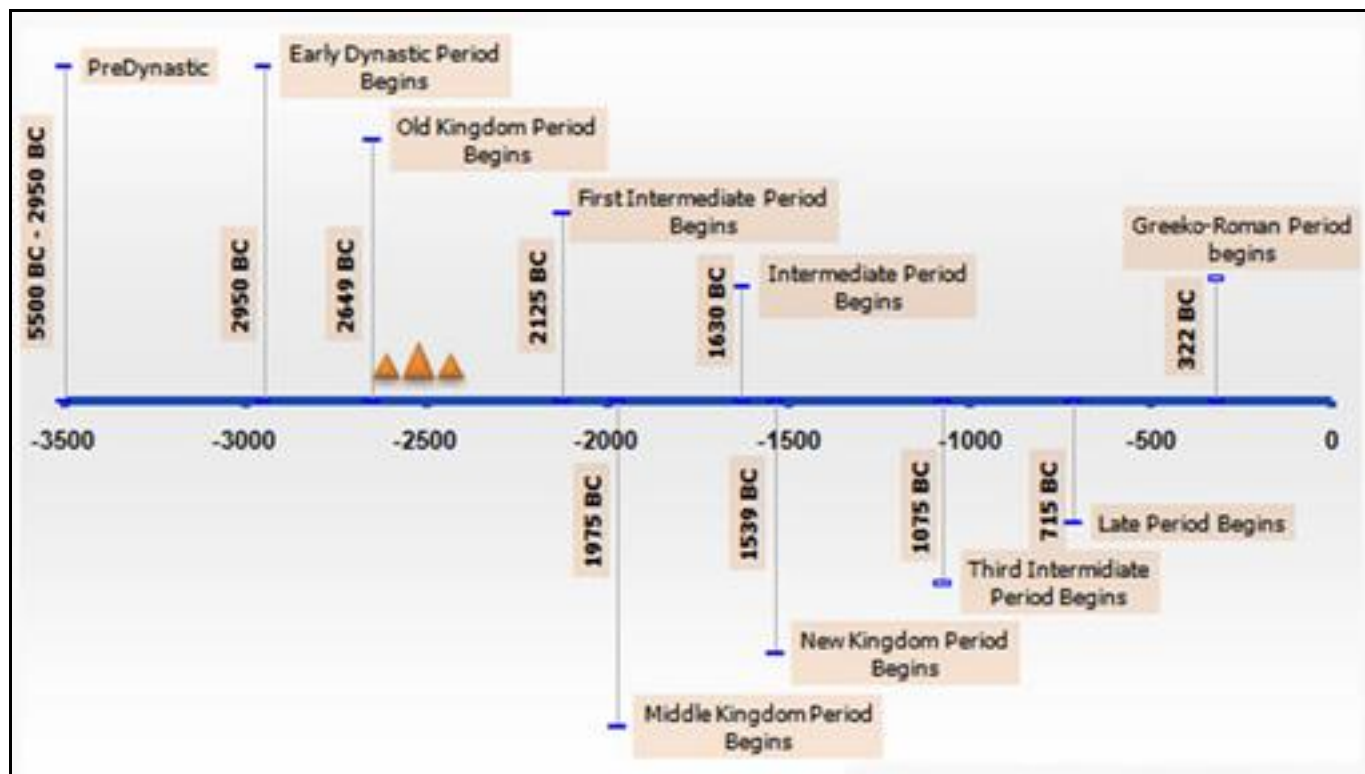 PreDynastic
5500 BC - 2950 BC
Early Dynastic Period
Begins
2950 BC
Old Kingdom Period
Begins
2649 BC
First Intermediate Period
Begins
2125 BC
Intermediate Period
Begins
1630 BC
Greeko-Roman Period
begins
322 BC
-3500 -3000 -2500 -2000 -1500 -1000 -500 0
1975 BC
Middle Kingdom Period
Begins
1539 BC
New Kingdom Period
Begins
1075 BC
Third Intermidiate
Period Begins
715 BC
Late Period Begins